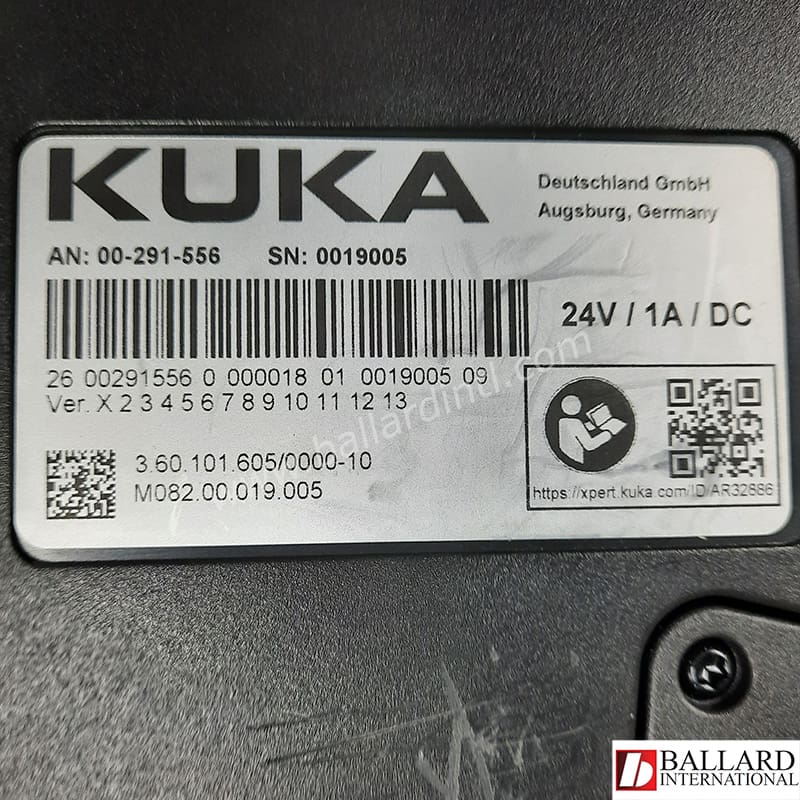 KUKA
Deutschland GmbH
Augsburg, Germany
AN: 00-291-556 SN: 0019005
24V / 1A / DC
26 00291556 0 000018 01 0019005 09
Ver. X 2 3 4 5 6 7 8 9 10 11 12 13
ballardintl.com
3.60.101.605/0000-10
M082.00.019.005
https://xpert.kuka.com/ID/AR32886
BALLARD
INTERNATIONAL